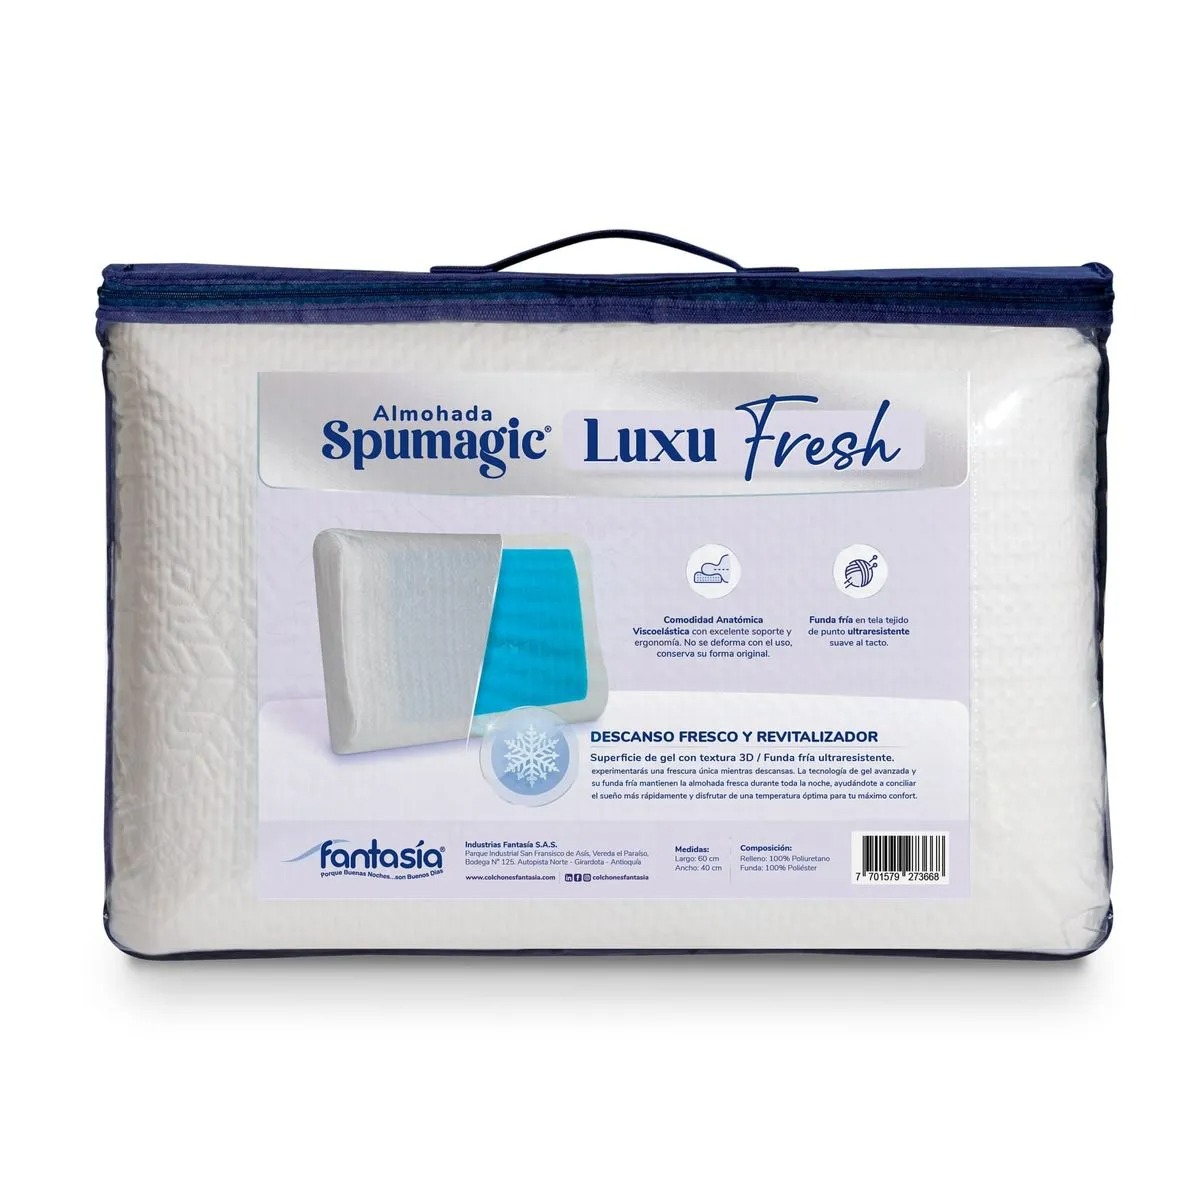 Almohada
Spumagic® Luxu Fresh
Comodidad Anatómica
Viscoelástica con excelente soporte y
ergonomía. No se deforma con el uso,
conserva su forma original.
Funda fría en tela tejido
de punto ultraresistente
suave al tacto.
DESCANSO FRESCO Y REVITALIZADOR
Superficie de gel con textura 3D / Funda fría ultraresistente.
experimentarás una frescura única mientras descansas. La tecnología de gel avanzada y
su funda fría mantienen la almohada fresca durante toda la noche, ayudándote a conciliar
el sueño más rápidamente y disfrutar de una temperatura óptima para tu máximo confort.
fantasía®
Porque Buenas Noches...son Buenos Días
Industrias Fantasía S.A.S.
Parque Industrial San Fransisco de Asís, Vereda el Paraíso,
Bodega N° 125. Autopista Norte - Girardota - Antioquía
www.colchonesfantasia.com
colchonesfantasia
Medidas:
Largo: 60 cm
Ancho: 40 cm
Composición:
Relleno: 100% Poliuretano
Funda: 100% Poliéster
7 701579 273668